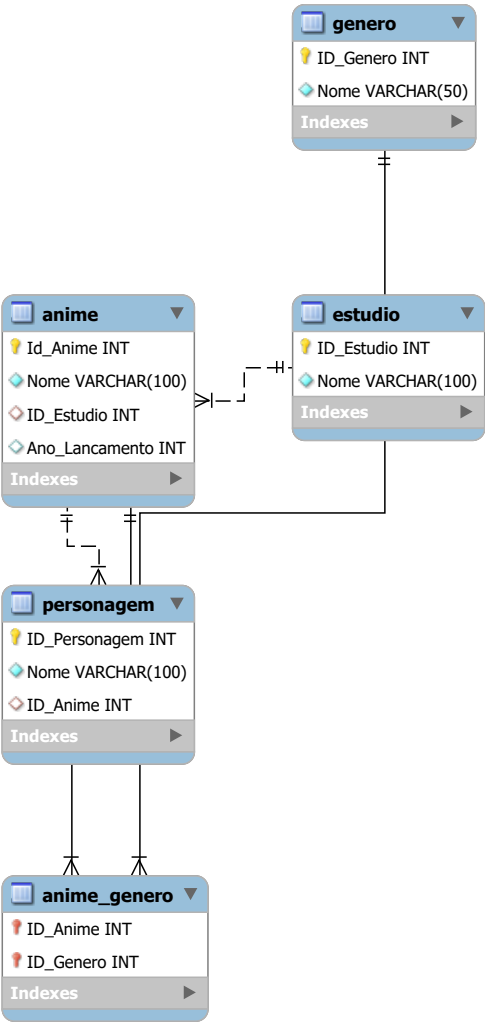 genero
ID_Genero INT
Nome VARCHAR(50)
Indexes
anime
Id_Anime INT
Nome VARCHAR(100)
ID_Estudio INT
Ano_Lancamento INT
Indexes
estudio
ID_Estudio INT
Nome VARCHAR(100)
Indexes
personagem
ID_Personagem INT
Nome VARCHAR(100)
ID_Anime INT
Indexes
anime_genero
ID_Anime INT
ID_Genero INT
Indexes